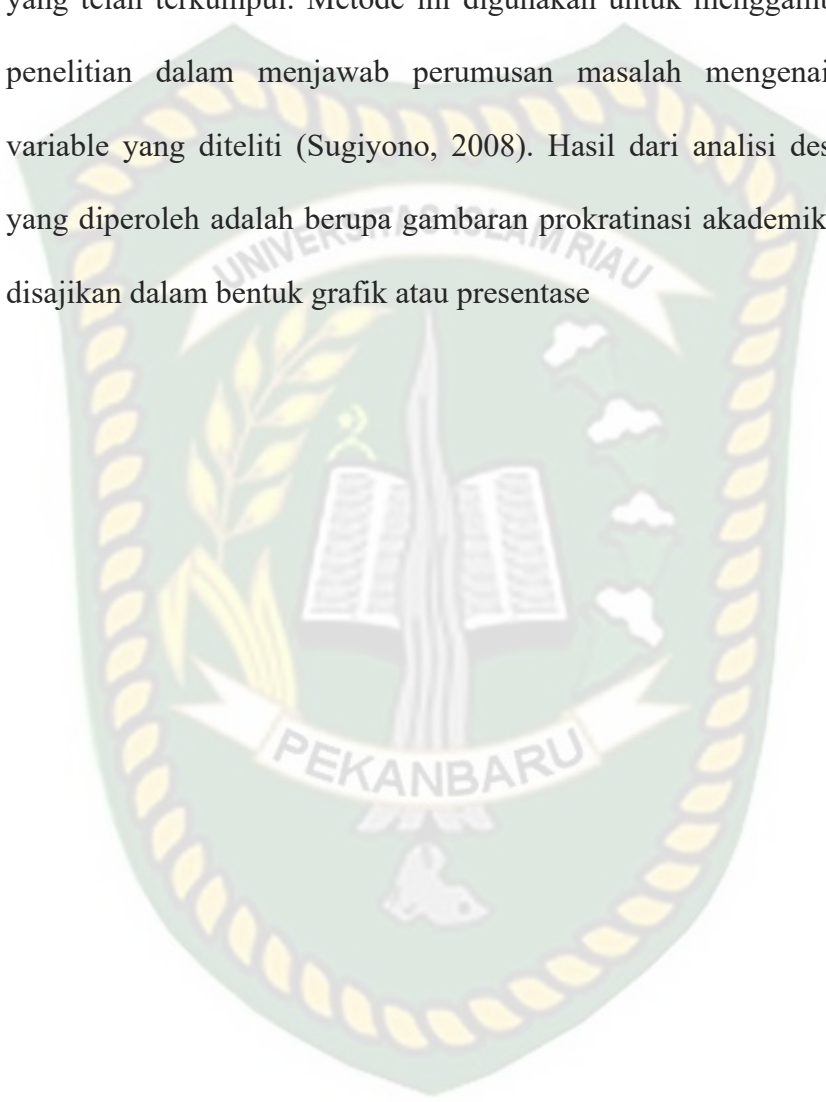 yang telah terkumpul. Metode ini digunakan untuk
penelitian dalam menjawab perumusan masalah mengenai
variable yang diteliti (Sugiyono, 2008). Hasil dari analisi
yang diperoleh adalah berupa gambaran prokratinasi akademik
disajikan dalam bentuk grafik atau presentase
UNIVERSITAS ISLAM RIAU
PEKANBARU